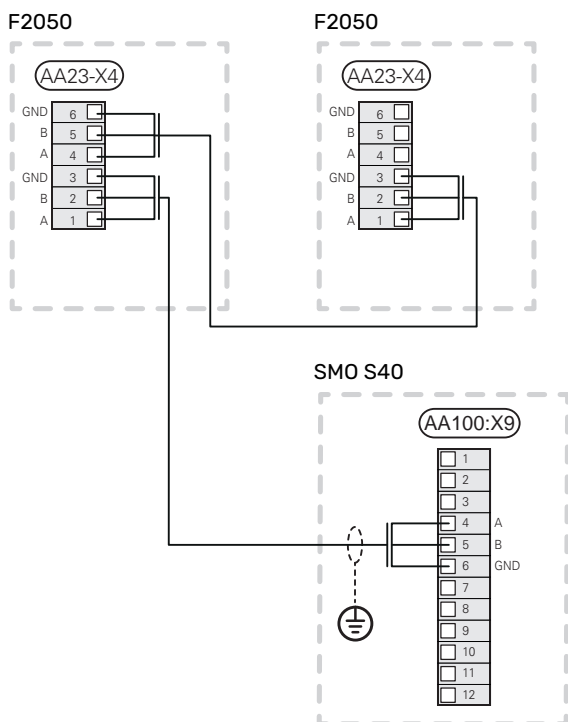 F2050
AA23-X4
GND 6
B 5
A 4
GND 3
B 2
A 1
F2050
AA23-X4
GND 6
B 5
A 4
GND 3
B 2
A 1
SMO S40
AA100:X9
1
2
3
4 A
5 B
6 GND
7
8
9
10
11
12